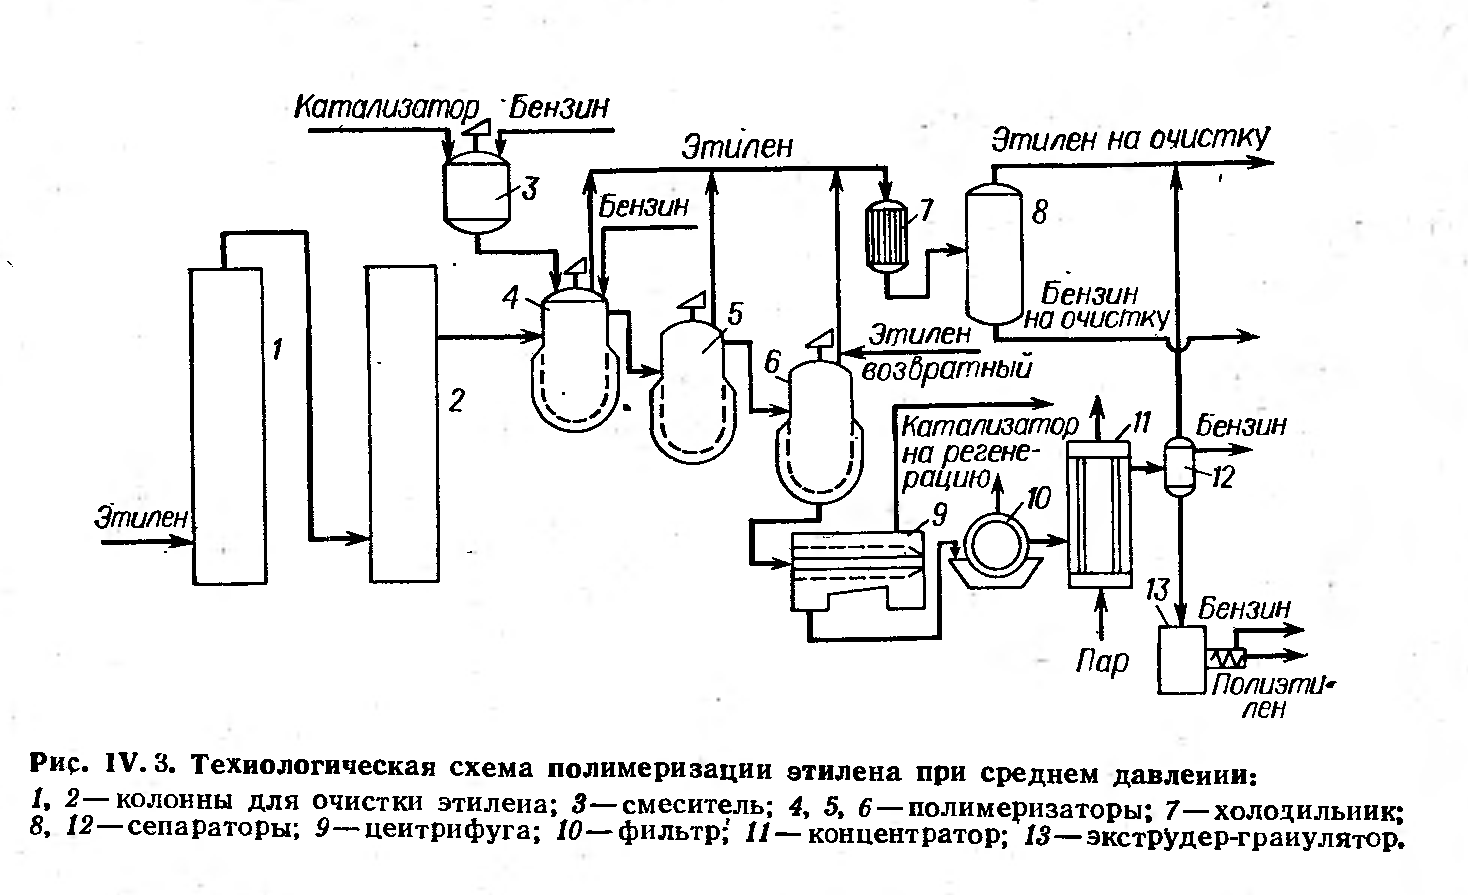 Катализатор Бензин
Этилен
Этилен на очистку
3
Бензин
7
8
4
Бензин
на очистку
5
1
Этилен
возвратный
6
2
Катализатор
на регене-
рацию
11
Бензин
12
10
9
Этилен
13
Бензин
Пар
Полиэти-
лен
Рис. IV.3. Технологическая схема полимеризации этилена при среднем давлении:
1, 2—колонны для очистки этилена; 3—смеситель; 4, 5, 6—полимеризаторы; 7—холодильник;
8, 12—сепараторы; 9—центрифуга; 10—фильтр; 11—концентратор; 13—экструдер-гранулятор.